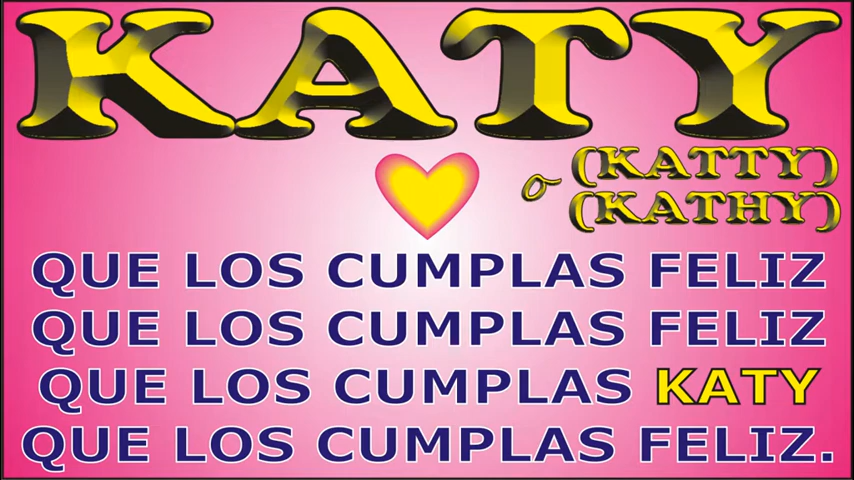 KATY
o (KATTY)
(KATHY)
QUE LOS CUMPLAS FELIZ
QUE LOS CUMPLAS FELIZ
QUE LOS CUMPLAS KATY
QUE LOS CUMPLAS FELIZ.